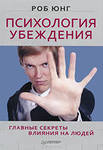 РОБ ЮНГ
ПСИХОЛОГИЯ
УБЕЖДЕНИЯ
ГЛАВНЫЕ СЕКРЕТЫ
ВЛИЯНИЯ НА ЛЮДЕЙ